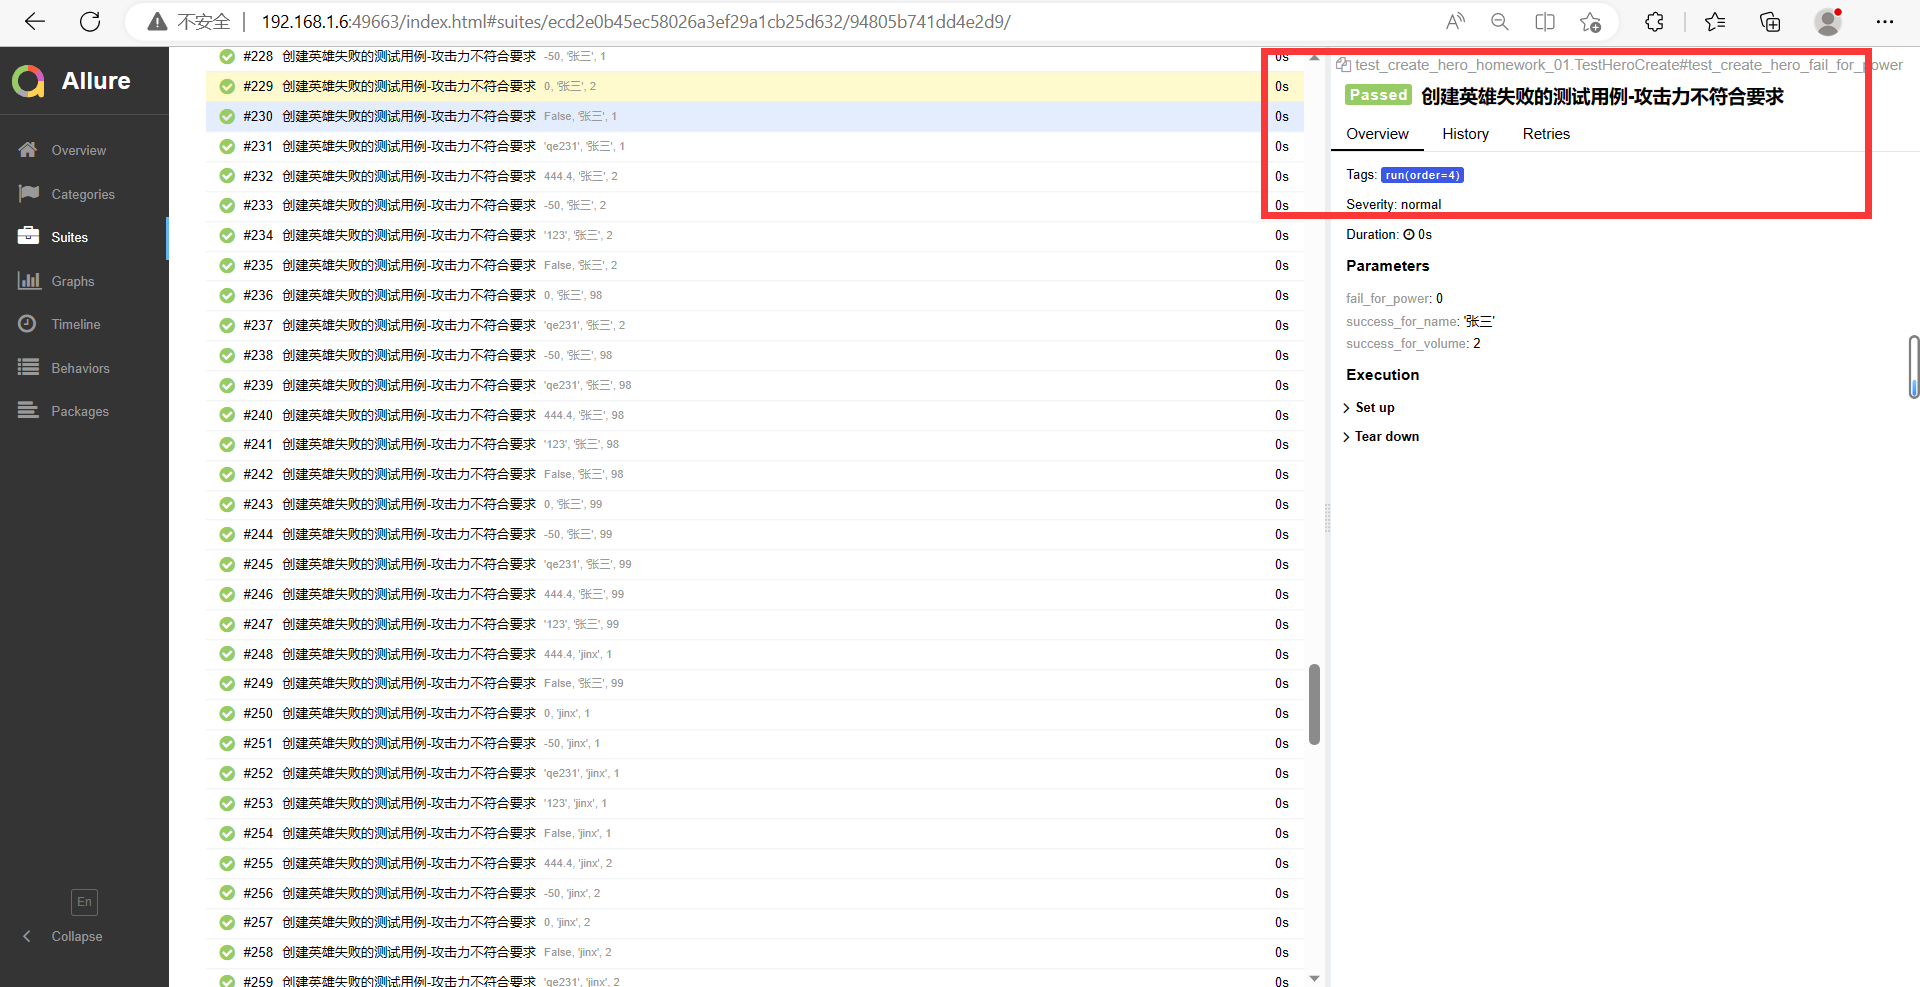 不安全 192.168.1.6:49663/index.html#suites/ecd2e0b45ec58026a3ef29a1cb25d632/94805b741dd4e2d9/
Allure
Overview
Categories
Suites
Graphs
Timeline
Behaviors
Packages
En
Collapse
#228 创建英雄失败的测试用例-攻击力不符合要求 -50, '张三', 1 0s
#229 创建英雄失败的测试用例-攻击力不符合要求 0, '张三', 2 0s
#230 创建英雄失败的测试用例-攻击力不符合要求 False, '张三', 1 0s
#231 创建英雄失败的测试用例-攻击力不符合要求 'qe231', '张三', 1 0s
#232 创建英雄失败的测试用例-攻击力不符合要求 444.4, '张三', 2 0s
#233 创建英雄失败的测试用例-攻击力不符合要求 -50, '张三', 2 0s
#234 创建英雄失败的测试用例-攻击力不符合要求 '123', '张三', 2 0s
#235 创建英雄失败的测试用例-攻击力不符合要求 False, '张三', 2 0s
#236 创建英雄失败的测试用例-攻击力不符合要求 0, '张三', 98 0s
#237 创建英雄失败的测试用例-攻击力不符合要求 'qe231', '张三', 2 0s
#238 创建英雄失败的测试用例-攻击力不符合要求 -50, '张三', 98 0s
#239 创建英雄失败的测试用例-攻击力不符合要求 'qe231', '张三', 98 0s
#240 创建英雄失败的测试用例-攻击力不符合要求 444.4, '张三', 98 0s
#241 创建英雄失败的测试用例-攻击力不符合要求 '123', '张三', 98 0s
#242 创建英雄失败的测试用例-攻击力不符合要求 False, '张三', 98 0s
#243 创建英雄失败的测试用例-攻击力不符合要求 0, '张三', 99 0s
#244 创建英雄失败的测试用例-攻击力不符合要求 -50, '张三', 99 0s
#245 创建英雄失败的测试用例-攻击力不符合要求 'qe231', '张三', 99 0s
#246 创建英雄失败的测试用例-攻击力不符合要求 444.4, '张三', 99 0s
#247 创建英雄失败的测试用例-攻击力不符合要求 '123', '张三', 99 0s
#248 创建英雄失败的测试用例-攻击力不符合要求 444.4, 'jinx', 1 0s
#249 创建英雄失败的测试用例-攻击力不符合要求 False, '张三', 99 0s
#250 创建英雄失败的测试用例-攻击力不符合要求 0, 'jinx', 1 0s
#251 创建英雄失败的测试用例-攻击力不符合要求 -50, 'jinx', 1 0s
#252 创建英雄失败的测试用例-攻击力不符合要求 'qe231', 'jinx', 1 0s
#253 创建英雄失败的测试用例-攻击力不符合要求 '123', 'jinx', 1 0s
#254 创建英雄失败的测试用例-攻击力不符合要求 False, 'jinx', 1 0s
#255 创建英雄失败的测试用例-攻击力不符合要求 444.4, 'jinx', 2 0s
#256 创建英雄失败的测试用例-攻击力不符合要求 -50, 'jinx', 2 0s
#257 创建英雄失败的测试用例-攻击力不符合要求 0, 'jinx', 2 0s
#258 创建英雄失败的测试用例-攻击力不符合要求 False, 'jinx', 2 0s
#259 创建英雄失败的测试用例-攻击力不符合要求 'qe231', 'jinx', 2 0s
test_create_hero_homework_01.TestHeroCreate#test_create_hero_fail_for_power
Passed 创建英雄失败的测试用例-攻击力不符合要求
Overview History Retries
Tags: run(order=4)
Severity: normal
Duration: 0s
Parameters
fail_for_power: 0
success_for_name: '张三'
success_for_volume: 2
Execution
Set up
Tear down